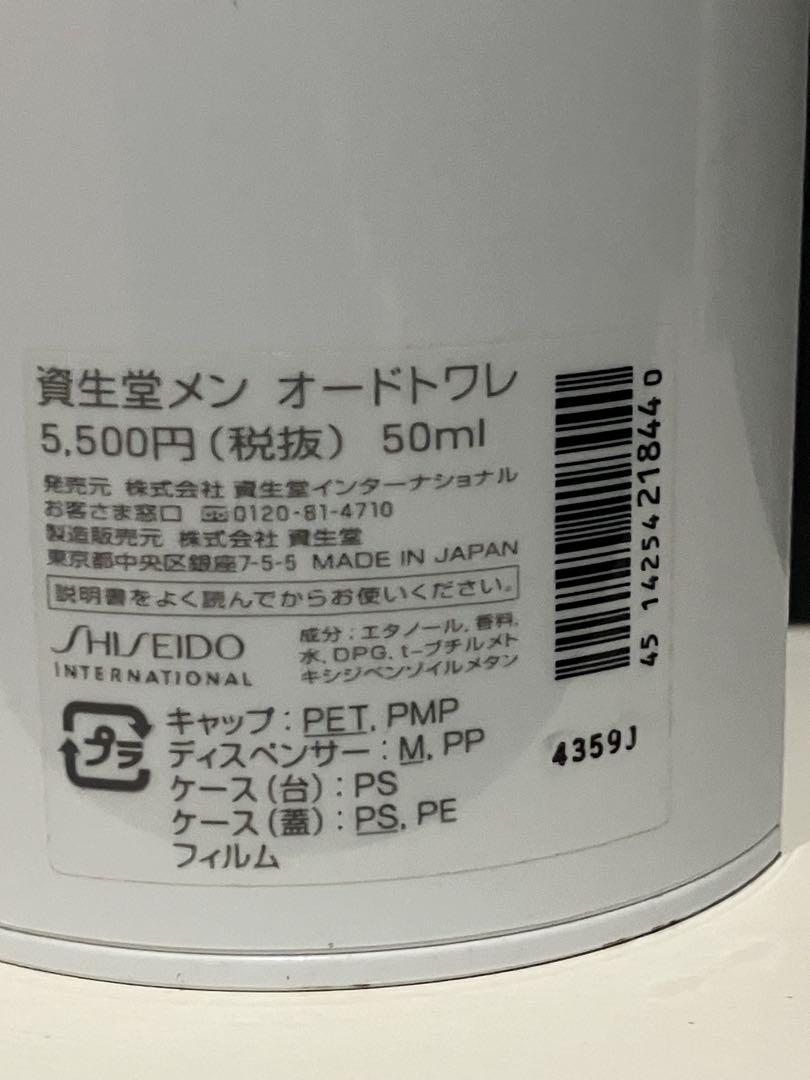 資生堂メン オードトワレ
5,500円(税抜) 50ml
発売元 株式会社 資生堂インターナショナル
お客さま窓口 0120-81-4710
製造販売元 株式会社 資生堂
東京都中央区銀座7-5-5 MADE IN JAPAN
説明書をよく読んでからお使いください。
SHISEIDO
INTERNATIONAL
成分:エタノール,香料,
水,DPG,t-ブチルメト
キシジベンゾイルメタン
プラ
キャップ:PET,PMP
ディスペンサー:M,PP
ケース(台):PS
ケース(蓋):PS,PE
フィルム
4514254218440
4359J